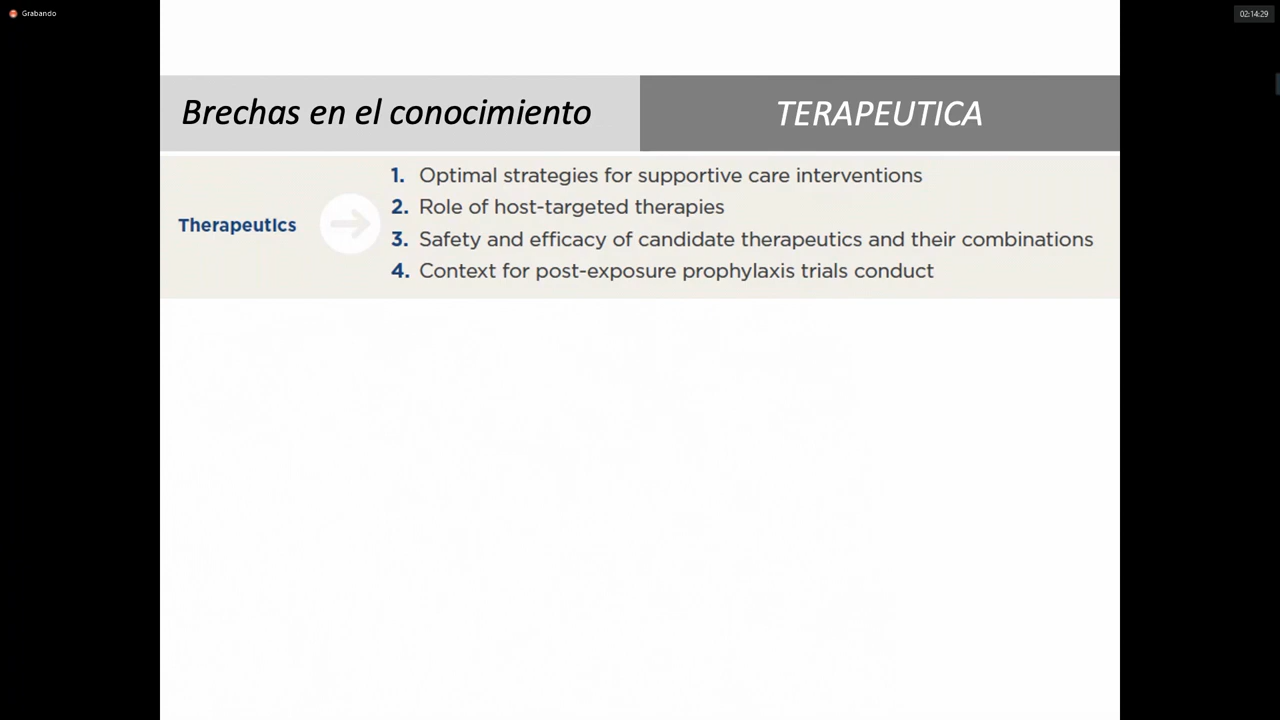 Grabando
02:14:29
Brechas en el conocimiento
TERAPEUTICA
Therapeutics
1. Optimal strategies for supportive care interventions
2. Role of host-targeted therapies
3. Safety and efficacy of candidate therapeutics and their combinations
4. Context for post-exposure prophylaxis trials conduct